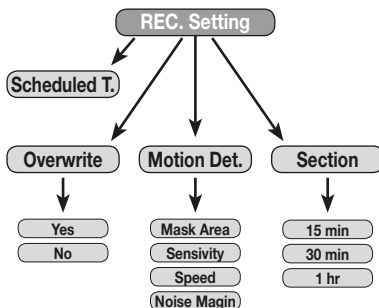 REC. Setting
Scheduled T.
Overwrite
Motion Det.
Section
Yes
No
Mask Area
Sensivity
Speed
Noise Magin
15 min
30 min
1 hr